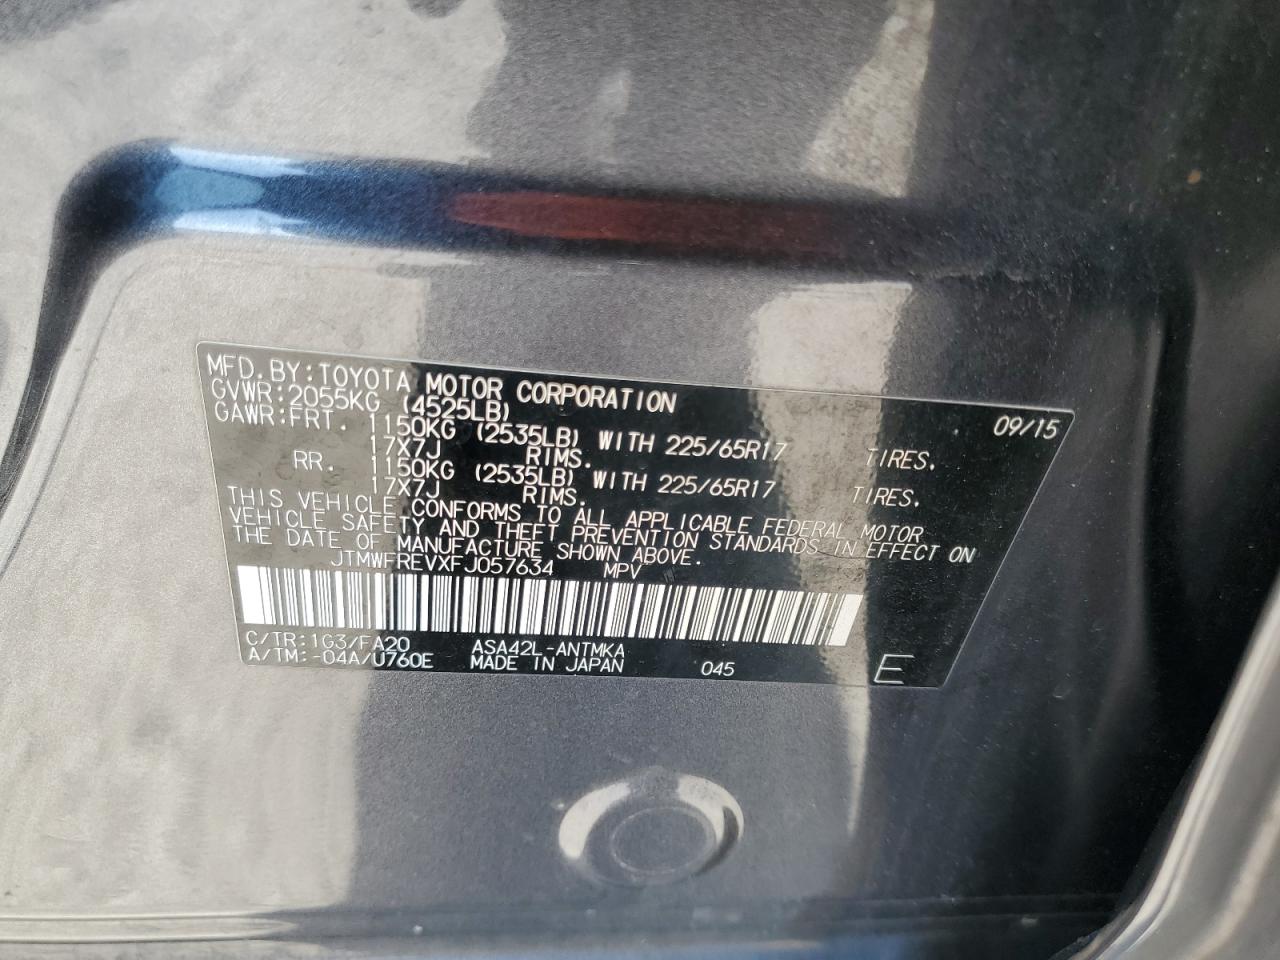 MFD.BY:TOYOTA MOTOR CORPORATION 09/15
GVWR:2055KG (4525LB)
GAWR:FRT. 1150KG (2535LB) WITH 225/65R17 TIRES.
17X7J RIMS.
RR. 1150KG (2535LB) WITH 225/65R17 TIRES.
17X7J RIMS.
THIS VEHICLE CONFORMS TO ALL APPLICABLE FEDERAL MOTOR
VEHICLE SAFETY AND THEFT PREVENTION STANDARDS IN EFFECT ON
THE DATE OF MANUFACTURE SHOWN ABOVE.
JTMWFREVXFJ057634 MPV
C/TR:1G3/FA20 ASA42L-ANTMKA
A/TM:-04A/U760E MADE IN JAPAN 045 E